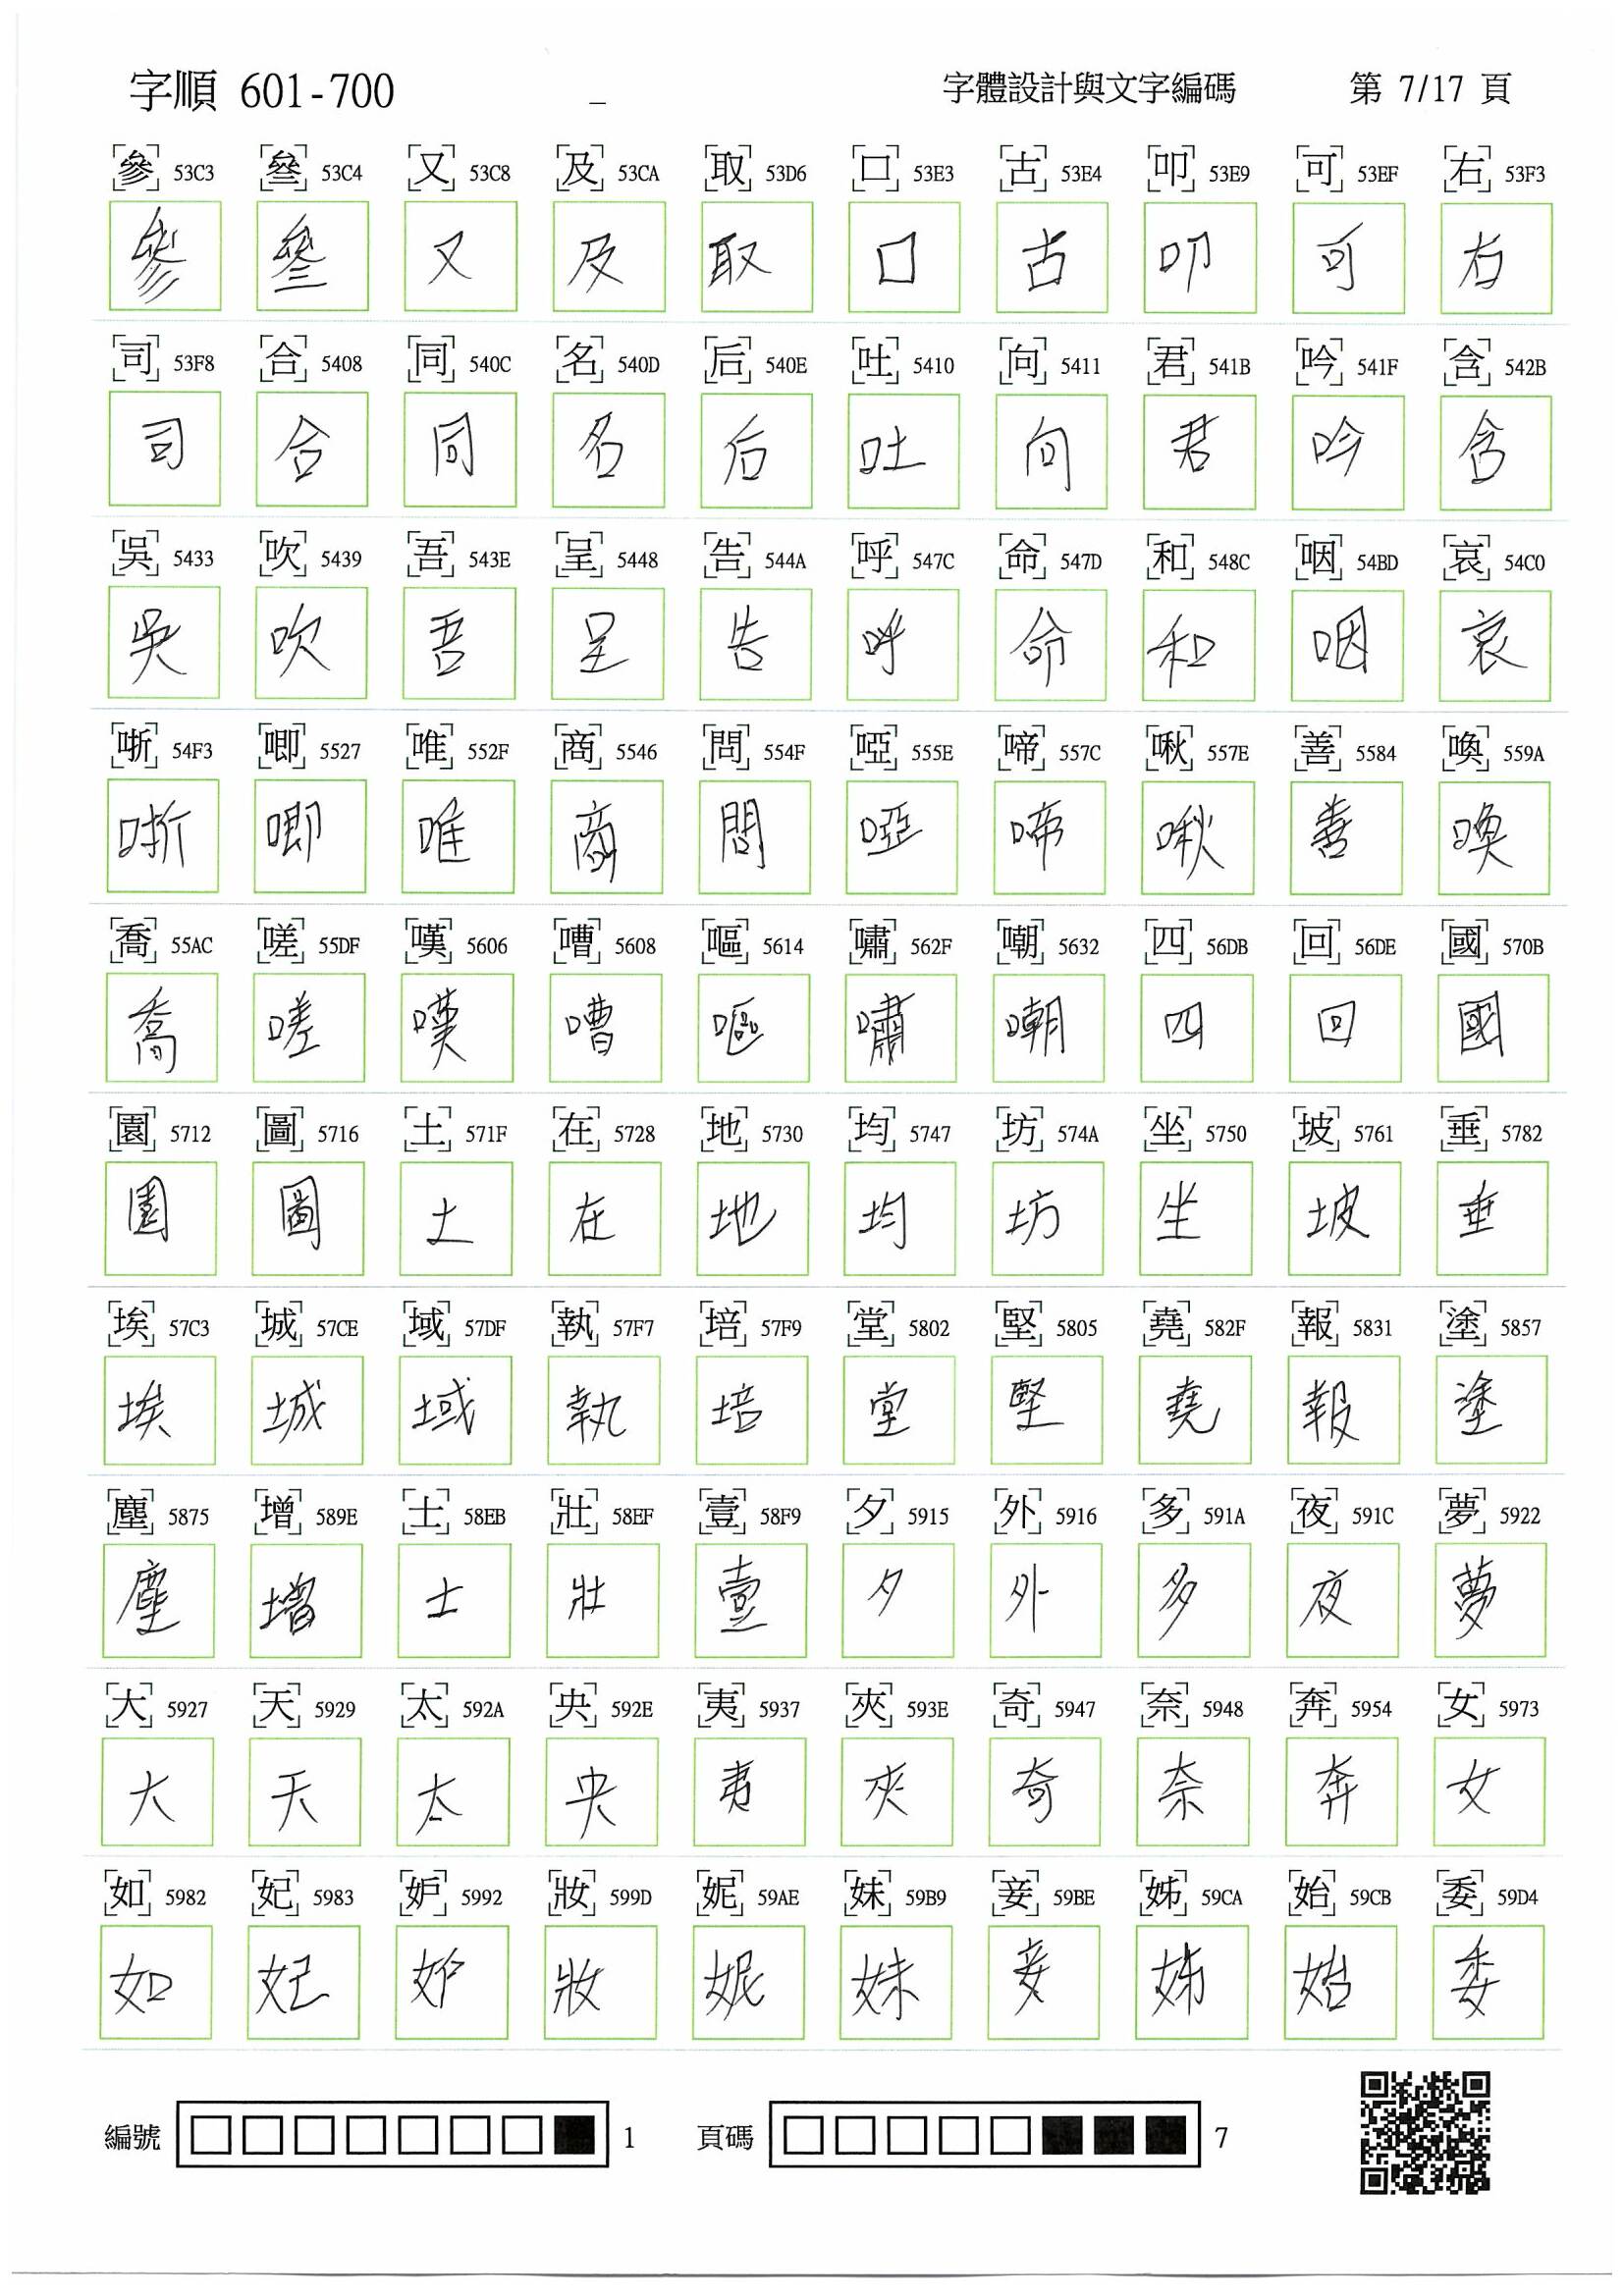 字順 601-700 _ 字體設計與文字編碼 第 7/17 頁
參 53C3 叄 53C4 又 53C8 及 53CA 取 53D6 口 53E3 古 53E4 叩 53E9 可 53EF 右 53F3
參 叄 又 及 取 口 古 叩 可 右
司 53F8 合 5408 同 540C 名 540D 后 540E 吐 5410 向 5411 君 541B 吟 541F 含 542B
司 合 同 名 后 吐 向 君 吟 含
吳 5433 吹 5439 吾 543E 呈 5448 告 544A 呼 547C 命 547D 和 548C 咽 54BD 哀 54C0
吳 吹 吾 呈 告 呼 命 和 咽 哀
哳 54F3 唧 5527 唯 552F 商 5546 問 554F 啞 555E 啼 557C 啾 557E 善 5584 喚 559A
哳 唧 唯 商 問 啞 啼 啾 善 喚
喬 55AC 嗟 55DF 嘆 5606 嘈 5608 嘔 5614 嘯 562F 嘲 5632 四 56DB 回 56DE 國 570B
喬 嗟 嘆 嘈 嘔 嘯 嘲 四 回 國
園 5712 圖 5716 土 571F 在 5728 地 5730 均 5747 坊 574A 坐 5750 坡 5761 垂 5782
園 圖 土 在 地 均 坊 坐 坡 垂
埃 57C3 城 57CE 域 57DF 執 57F7 培 57F9 堂 5802 堅 5805 堯 582F 報 5831 塗 5857
埃 城 域 執 培 堂 堅 堯 報 塗
塵 5875 增 589E 士 58EB 壯 58EF 壹 58F9 夕 5915 外 5916 多 591A 夜 591C 夢 5922
塵 增 士 壯 壹 夕 外 多 夜 夢
大 5927 天 5929 太 592A 央 592E 夷 5937 夾 593E 奇 5947 奈 5948 奔 5954 女 5973
大 天 太 央 夷 夾 奇 奈 奔 女
如 5982 妃 5983 妒 5992 妝 599D 妮 59AE 妹 59B9 妾 59BE 姊 59CA 始 59CB 委 59D4
如 妃 妒 妝 妮 妹 妾 姊 始 委
編號 1 頁碼 7